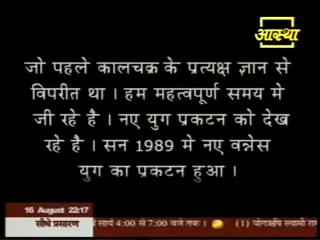 आस्था
जो पहले कालचक्र के प्रत्यक्ष ज्ञान से
विपरीत था । हम महत्वपूर्ण समय मे
जी रहे है । नए युग प्रकटन को देख
रहे है । सन 1989 मे नए वन्नेस
युग का प्रकटन हुआ ।
16 August 22:17
सीधे प्रसारण सायं 4:00 से 7:00 बजे तक । (1) योगऋषि स्वामी